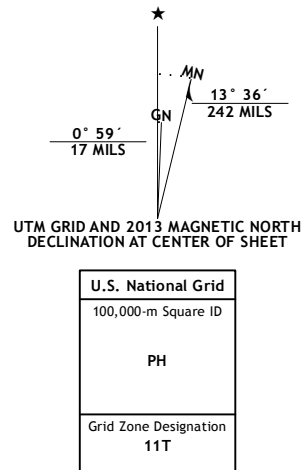 ★
MN
GN
13° 36´
242 MILS
0° 59´
17 MILS
UTM GRID AND 2013 MAGNETIC NORTH
DECLINATION AT CENTER OF SHEET
U.S. National Grid
100,000-m Square ID
PH
Grid Zone Designation
11T